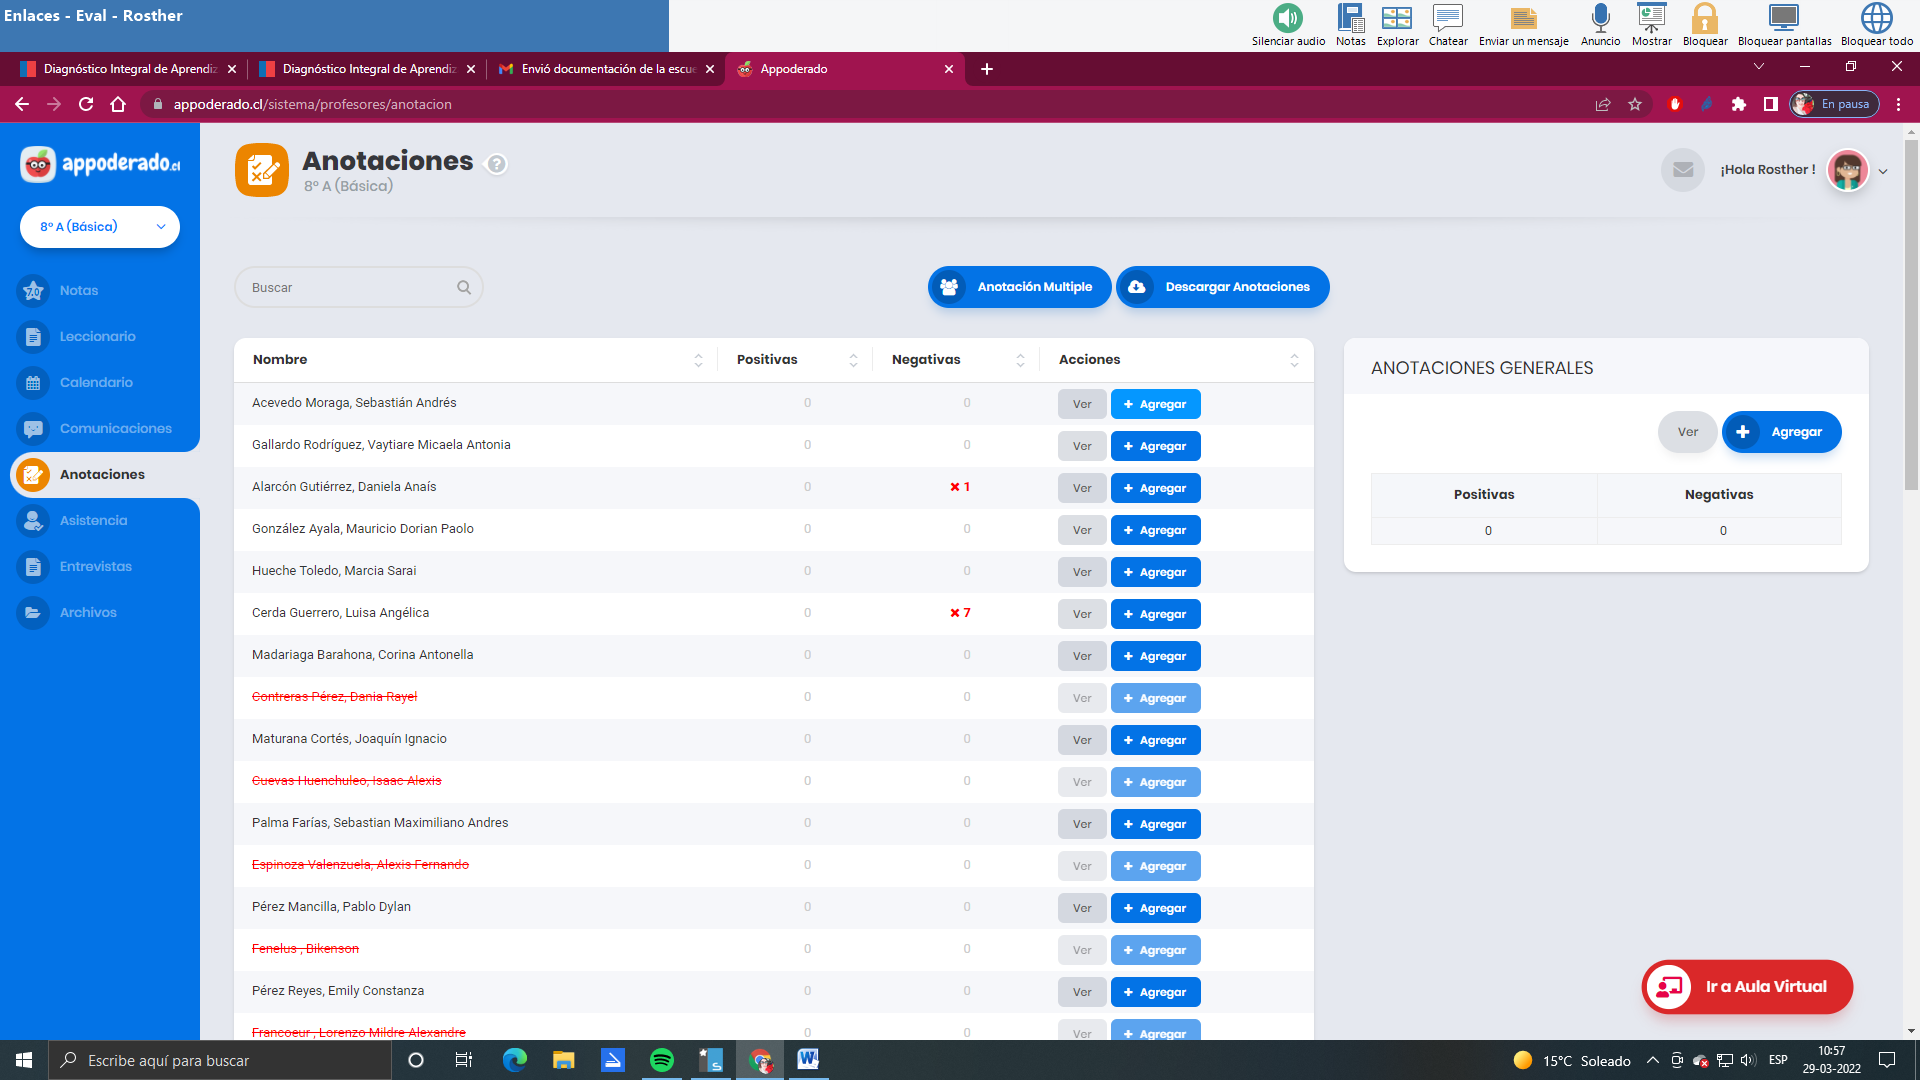 Enlaces - Eval - Rosther
Silenciar audio
Notas
Explorar
Chatear
Enviar un mensaje
Anuncio
Mostrar
Bloquear
Bloquear pantallas
Bloquear todo
Diagnóstico Integral de Aprendiz
Diagnóstico Integral de Aprendiz
Envió documentación de la escue
Appoderado
appoderado.cl/sistema/profesores/anotacion
En pausa
appoderado.cl
8º A (Básica)
Notas
Leccionario
Calendario
Comunicaciones
Anotaciones
Asistencia
Entrevistas
Archivos
Anotaciones ?
8º A (Básica)
¡Hola Rosther !
Buscar
Anotación Multiple
Descargar Anotaciones
Nombre Positivas Negativas Acciones
Acevedo Moraga, Sebastián Andrés 0 0 Ver + Agregar
Gallardo Rodríguez, Vaytiare Micaela Antonia 0 0 Ver + Agregar
Alarcón Gutiérrez, Daniela Anaís 0 ✖ 1 Ver + Agregar
González Ayala, Mauricio Dorian Paolo 0 0 Ver + Agregar
Hueche Toledo, Marcia Sarai 0 0 Ver + Agregar
Cerda Guerrero, Luisa Angélica 0 ✖ 7 Ver + Agregar
Madariaga Barahona, Corina Antonella 0 0 Ver + Agregar
Contreras Pérez, Dania Rayel 0 0 Ver + Agregar
Maturana Cortés, Joaquín Ignacio 0 0 Ver + Agregar
Cuevas Huenchuleo, Isaac Alexis 0 0 Ver + Agregar
Palma Farías, Sebastian Maximiliano Andres 0 0 Ver + Agregar
Espinoza Valenzuela, Alexis Fernando 0 0 Ver + Agregar
Pérez Mancilla, Pablo Dylan 0 0 Ver + Agregar
Fenelus , Bikenson 0 0 Ver + Agregar
Pérez Reyes, Emily Constanza 0 0 Ver + Agregar
Francoeur , Lorenzo Mildre Alexandre 0 0 Ver + Agregar
ANOTACIONES GENERALES
Ver + Agregar
Positivas Negativas
0 0
Ir a Aula Virtual
Escribe aquí para buscar
15°C Soleado
ESP
10:57
29-03-2022